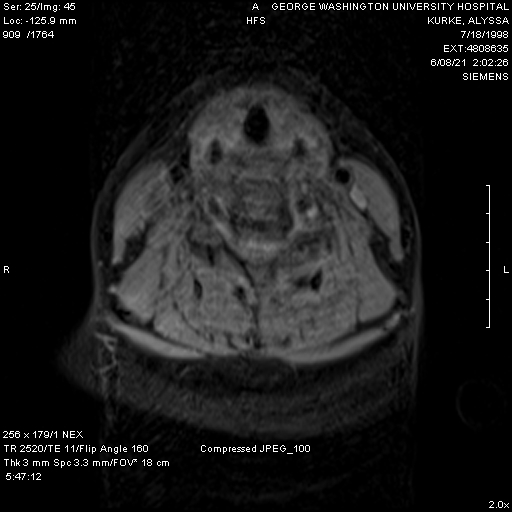 Ser: 25/Img: 45
Loc: -125.9 mm
909 /1764
A
HFS
GEORGE WASHINGTON UNIVERSITY HOSPITAL
KURKE, ALYSSA
7/18/1998
EXT:4808635
6/08/21 2:02:26
SIEMENS
R
L
256 x 179/1 NEX
TR 2520/TE 11/Flip Angle 160
Thk 3 mm Spc 3.3 mm/FOV* 18 cm
5:47:12
Compressed JPEG_100
2.0x